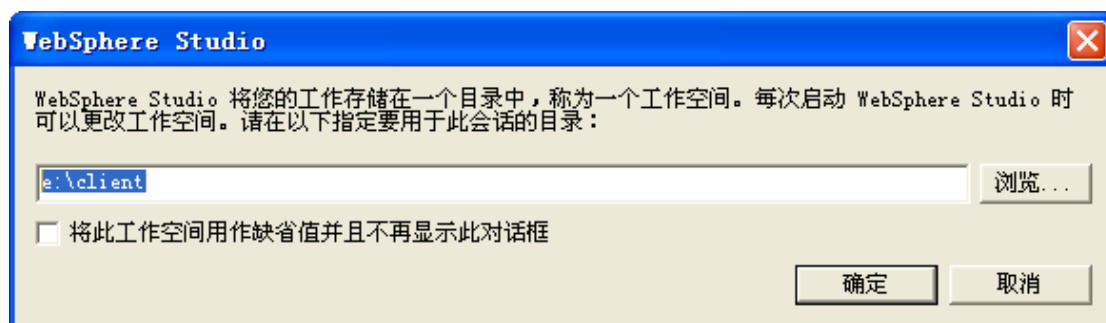 WebSphere Studio
WebSphere Studio 将您的工作存储在一个目录中，称为一个工作空间。每次启动 WebSphere Studio 时
可以更改工作空间。请在以下指定要用于此会话的目录：
e:\client
浏览...
将此工作空间用作缺省值并且不再显示此对话框
确定
取消